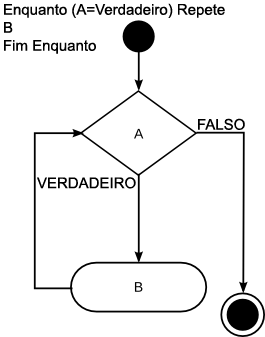 Enquanto (A=Verdadeiro) Repete
B
Fim Enquanto
A
FALSO
VERDADEIRO
B